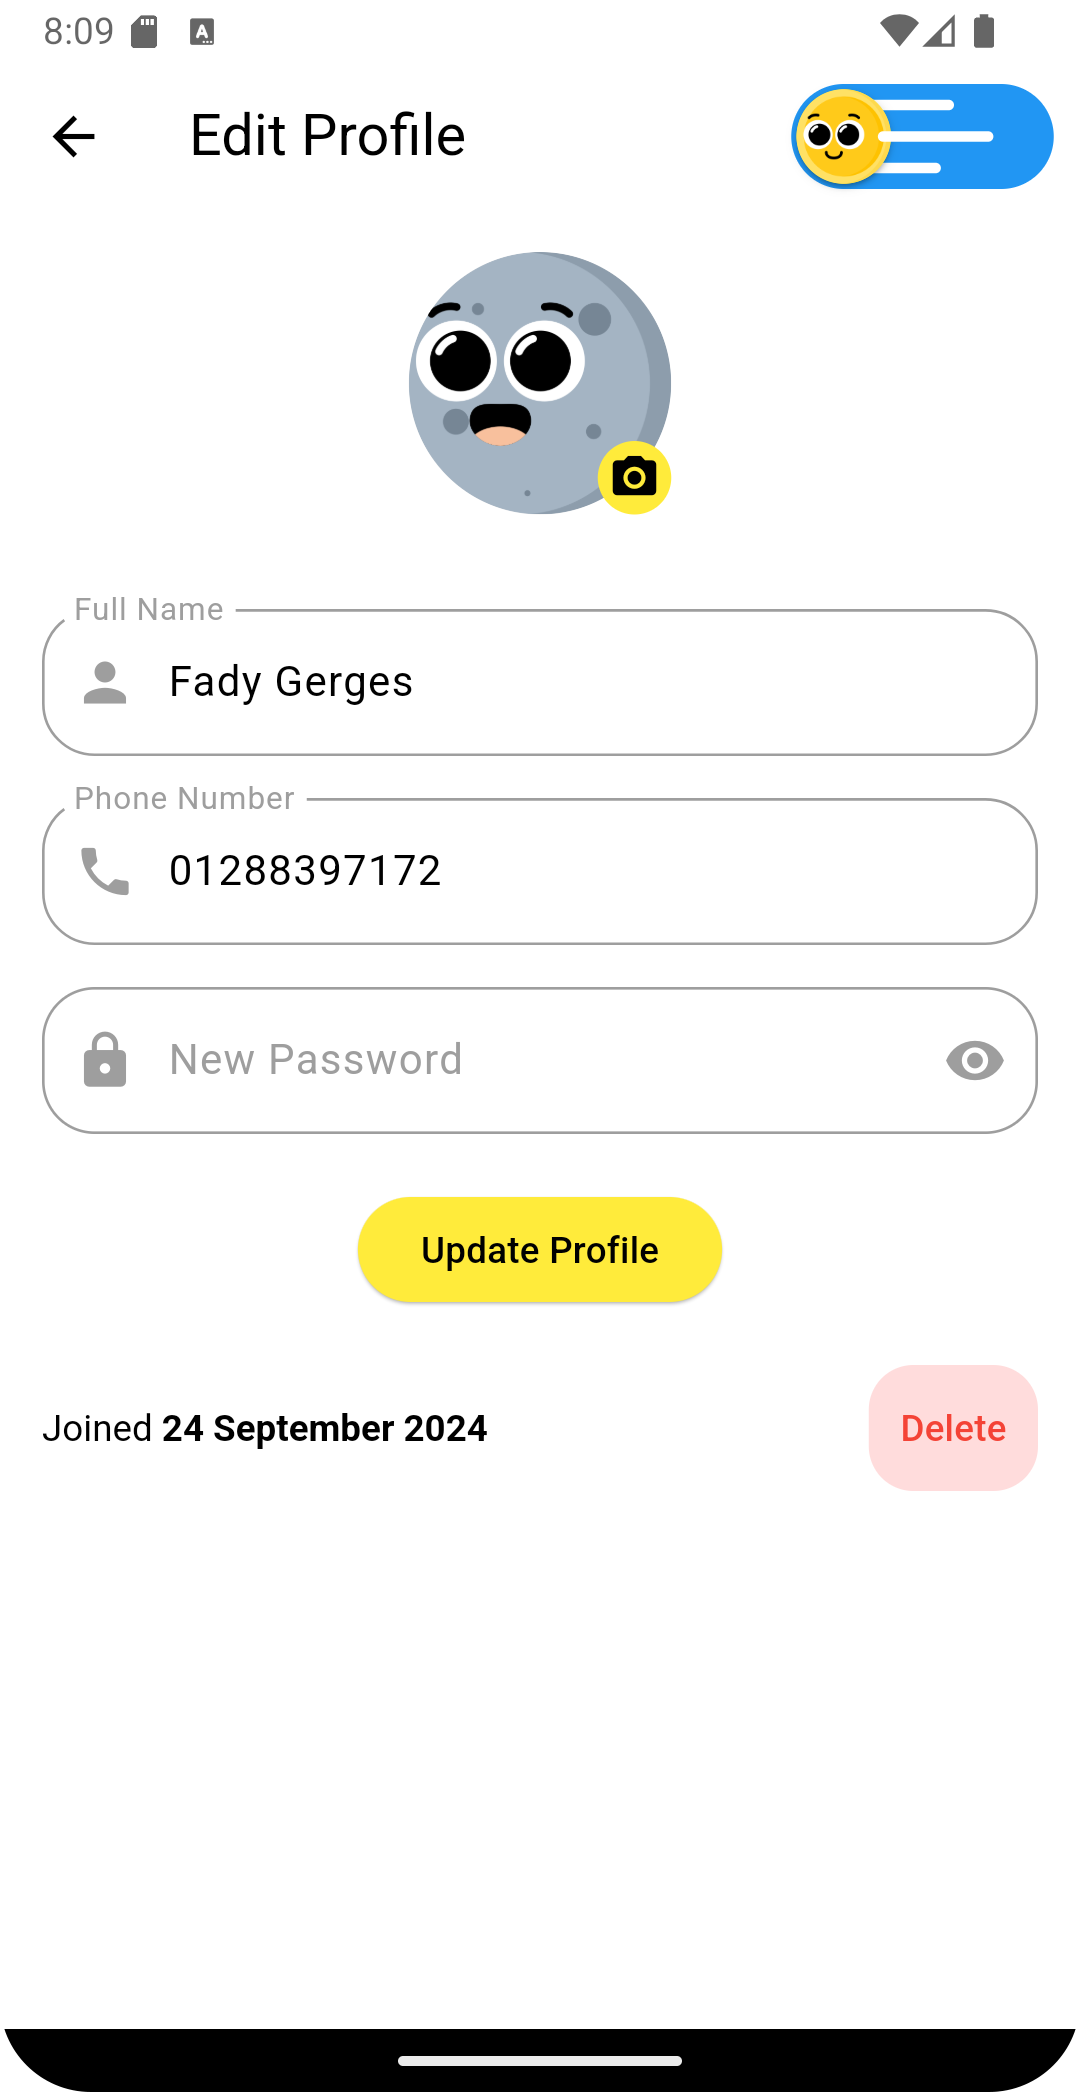 8:09
Edit Profile
Full Name
Fady Gerges
Phone Number
01288397172
New Password
Update Profile
Joined 24 September 2024
Delete